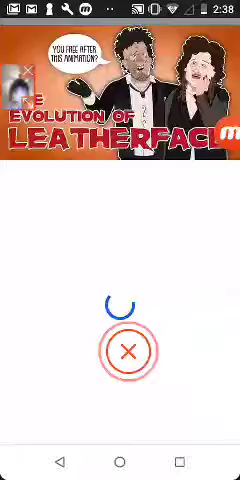 2:38
YOU FREE AFTER
THIS ANIMATION?
EVOLUTION OF
LEATHERFAC